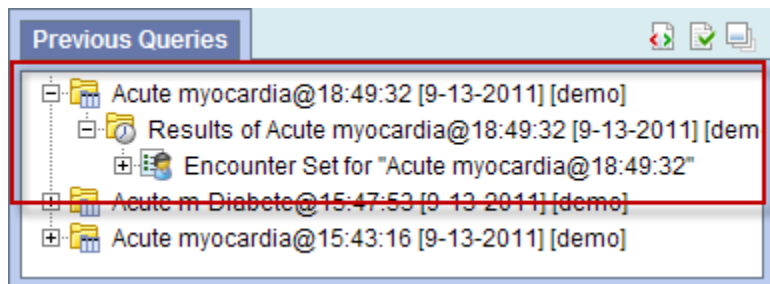 Previous Queries
Acute myocardia@18:49:32 [9-13-2011] [demo]
Results of Acute myocardia@18:49:32 [9-13-2011] [dem
Encounter Set for "Acute myocardia@18:49:32"
Acute m-Diabete@15:47:53 [9-13-2011] [demo]
Acute myocardia@15:43:16 [9-13-2011] [demo]